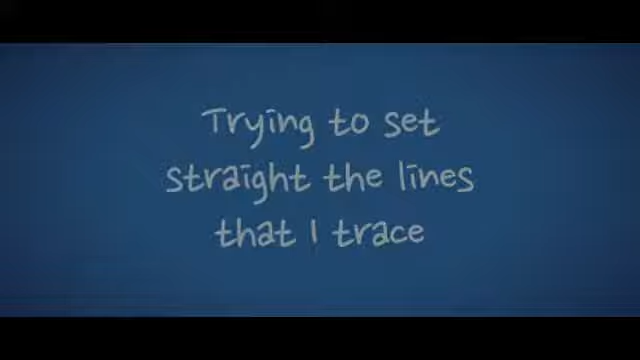 Trying to set
straight the lines
that I trace